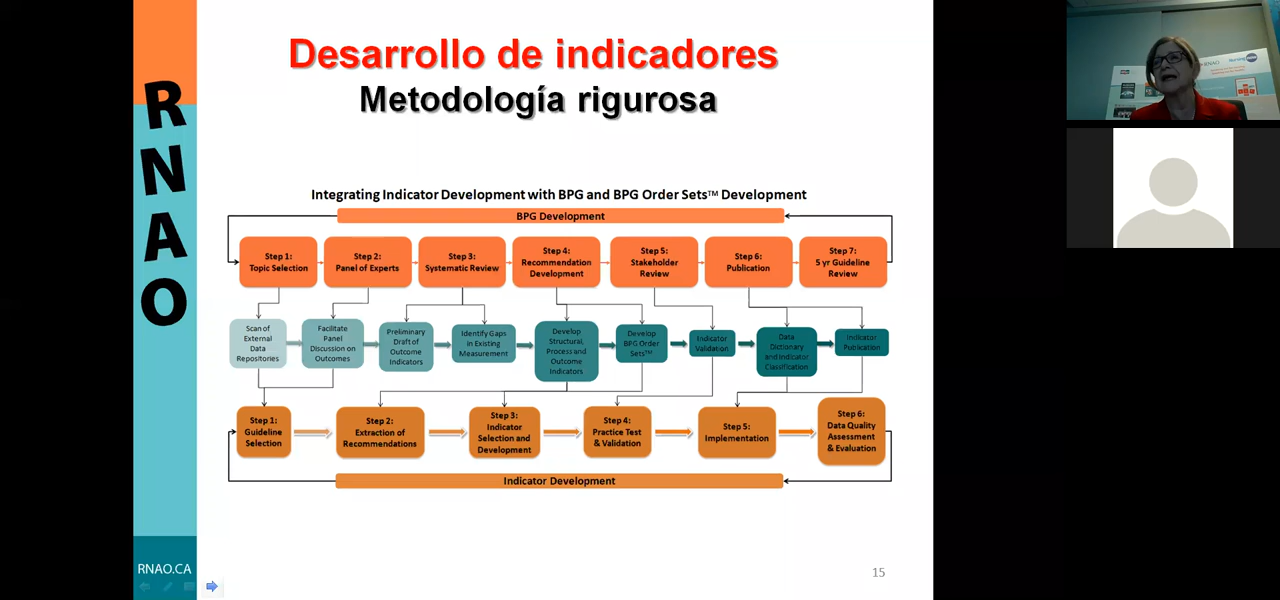 Desarrollo de indicadores
Metodología rigurosa
RNAO
Integrating Indicator Development with BPG and BPG Order Sets™ Development
BPG Development
Step 1:
Topic Selection
Step 2:
Panel of Experts
Step 3:
Systematic Review
Step 4:
Recommendation
Development
Step 5:
Stakeholder
Review
Step 6:
Publication
Step 7:
5 yr Guideline
Review
Scan of
External
Data
Repositories
Facilitate
Panel
Discussion on
Outcomes
Preliminary
Draft of
Outcome
Indicators
Identify Gaps
in Existing
Measurement
Develop
Structural,
Process and
Outcome
Indicators
Develop
BPG Order
Sets™
Indicator
Validation
Data
Dictionary
and Indicator
Classification
Indicator
Publication
Step 1:
Guideline
Selection
Step 2:
Extraction of
Recommendations
Step 3:
Indicator
Selection and
Development
Step 4:
Practice Test
& Validation
Step 5:
Implementation
Step 6:
Data Quality
Assessment
& Evaluation
Indicator Development
RNAO.CA
15
RNAO